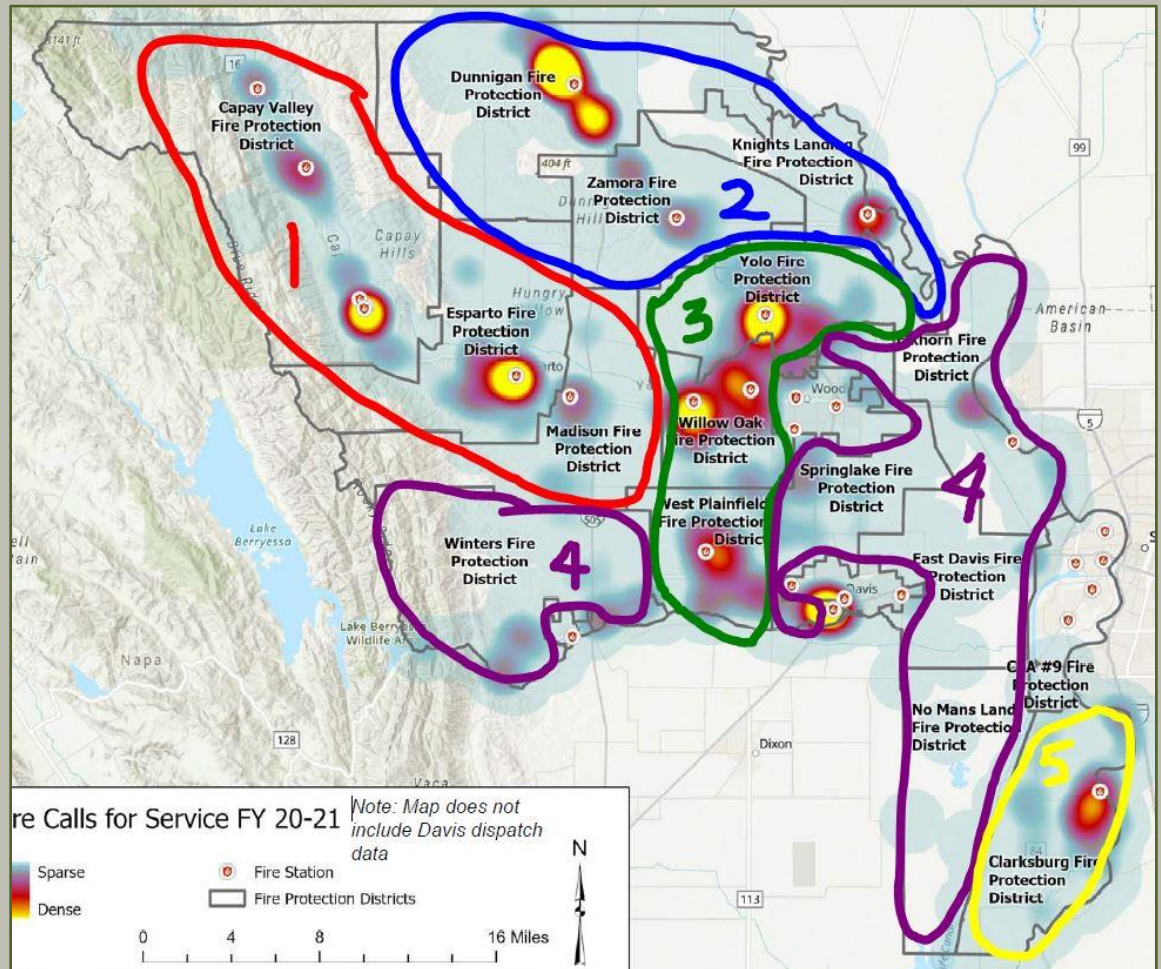 3141 ft
16
Capay Valley
Fire Protection
District
Dunnigan Fire
Protection
District
404 ft
Knights Landing
Fire Protection
District
99
Zamora Fire
Protection
District
2
1
Capay
Hills
Blue Rid
Yolo Fire
Protection
District
3
Esparto Fire
Protection
District
Hungry
American
Basin
khorn Fire
Protection
District
Wood
5
Madison Fire
Protection
District
Willow Oak
Fire Protection
District
Springlake Fire
Protection
District
4
West Plainfield
Fire Protection
District
505
Lake
Berryessa
Winters Fire
Protection
District
4
East Davis Fire
Protection
District
Davis
Lake Berryessa
Wildlife Are
Napa
CSA #9 Fire
Protection
District
No Mans Land
Fire Protection
District
128
Dixon
Vaca
5
84
Clarksburg Fire
Protection
District
113
re Calls for Service FY 20-21
Note: Map does not
include Davis dispatch
data
Sparse
Dense
Fire Station
Fire Protection Districts
N
0 4 8 16 Miles